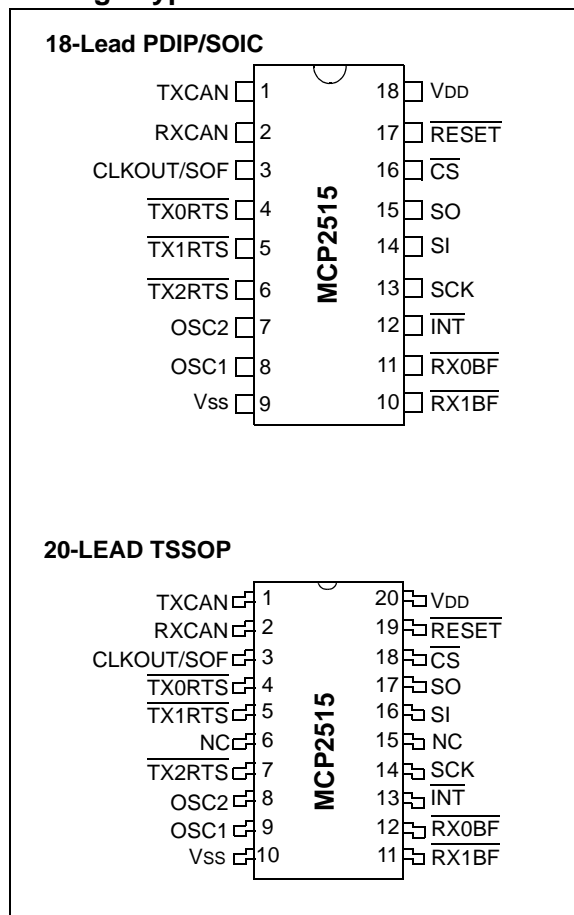 18-Lead PDIP/SOIC
TXCAN 1 18 VDD
RXCAN 2 17 RESET
CLKOUT/SOF 3 16 CS
TX0RTS 4 15 SO
TX1RTS 5 14 SI
TX2RTS 6 13 SCK
OSC2 7 12 INT
OSC1 8 11 RX0BF
Vss 9 10 RX1BF
MCP2515
20-LEAD TSSOP
TXCAN 1 20 VDD
RXCAN 2 19 RESET
CLKOUT/SOF 3 18 CS
TX0RTS 4 17 SO
TX1RTS 5 16 SI
NC 6 15 NC
TX2RTS 7 14 SCK
OSC2 8 13 INT
OSC1 9 12 RX0BF
Vss 10 11 RX1BF
MCP2515